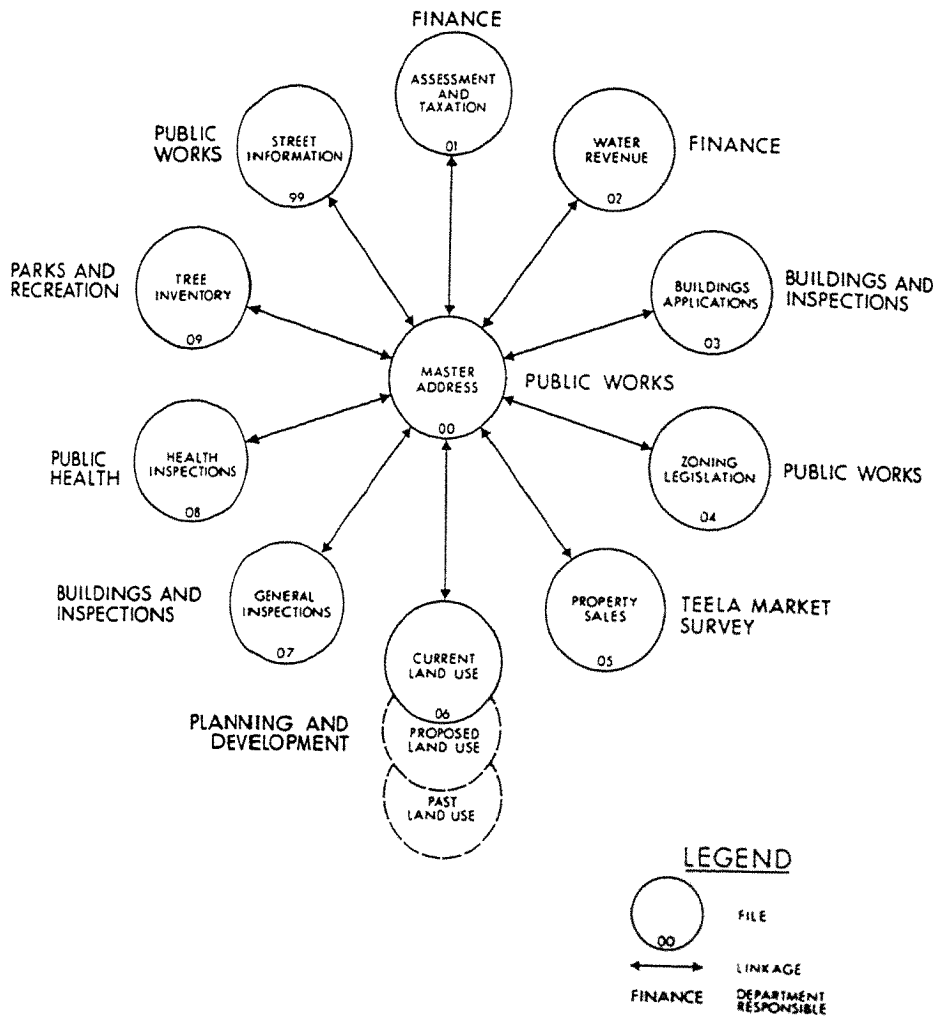 FINANCE
ASSESSMENT
AND
TAXATION
01
PUBLIC
WORKS
STREET
INFORMATION
99
WATER
REVENUE
02
FINANCE
PARKS AND
RECREATION
TREE
INVENTORY
09
BUILDINGS
APPLICATIONS
03
BUILDINGS AND
INSPECTIONS
MASTER
ADDRESS
00
PUBLIC WORKS
PUBLIC
HEALTH
HEALTH
INSPECTIONS
08
ZONING
LEGISLATION
04
PUBLIC WORKS
BUILDINGS AND
INSPECTIONS
GENERAL
INSPECTIONS
07
PROPERTY
SALES
05
TEELA MARKET
SURVEY
CURRENT
LAND USE
06
PLANNING AND
DEVELOPMENT
PROPOSED
LAND USE
PAST
LAND USE
LEGEND
00
FILE
LINKAGE
FINANCE
DEPARTMENT
RESPONSIBLE